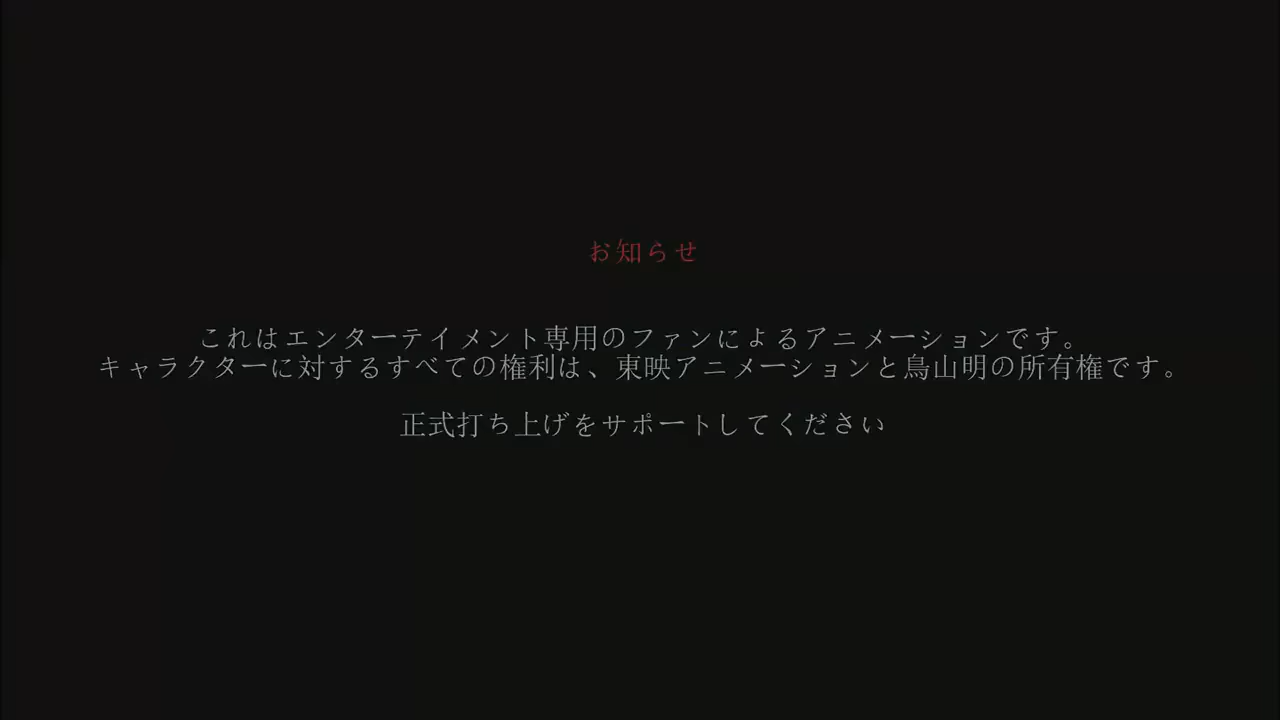 お知らせ
これはエンターテイメント専用のファンによるアニメーションです。
キャラクターに対するすべての権利は、東映アニメーションと鳥山明の所有権です。
正式打ち上げをサポートしてください